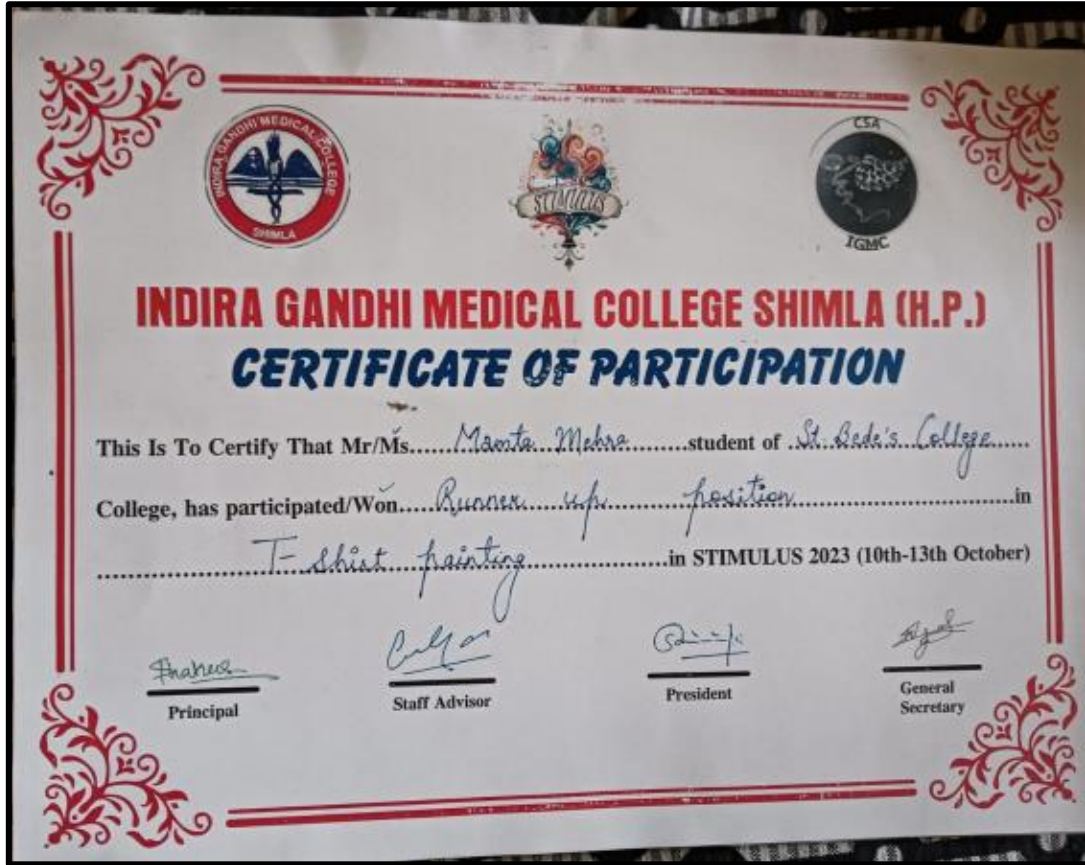 INDIRA GANDHI MEDICAL COLLEGE
SHIMLA
STIMULUS
CSA
IGMC
INDIRA GANDHI MEDICAL COLLEGE SHIMLA (H.P.)
CERTIFICATE OF PARTICIPATION
This Is To Certify That Mr/Ms....Mamta Mehra....student of ...St. Bede's College...
College, has participated/Won....Runner up position....in
....T-Shirt painting....in STIMULUS 2023 (10th-13th October)
Principal
Staff Advisor
President
General
Secretary